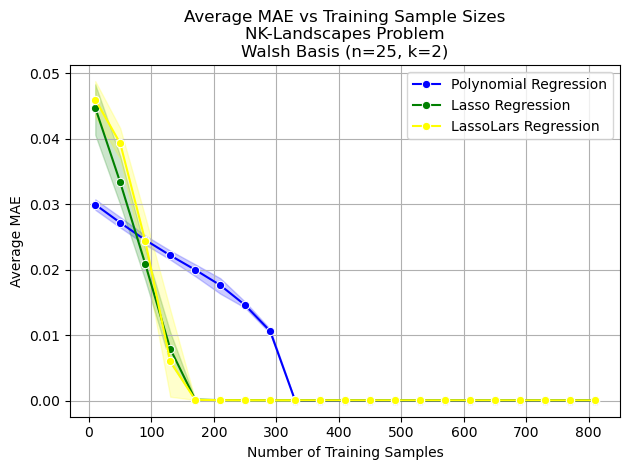 Average MAE vs Training Sample Sizes
NK-Landscapes Problem
Walsh Basis (n=25, k=2)
Polynomial Regression
Lasso Regression
LassoLars Regression
Average MAE
0.05
0.04
0.03
0.02
0.01
0.00
0 100 200 300 400 500 600 700 800
Number of Training Samples